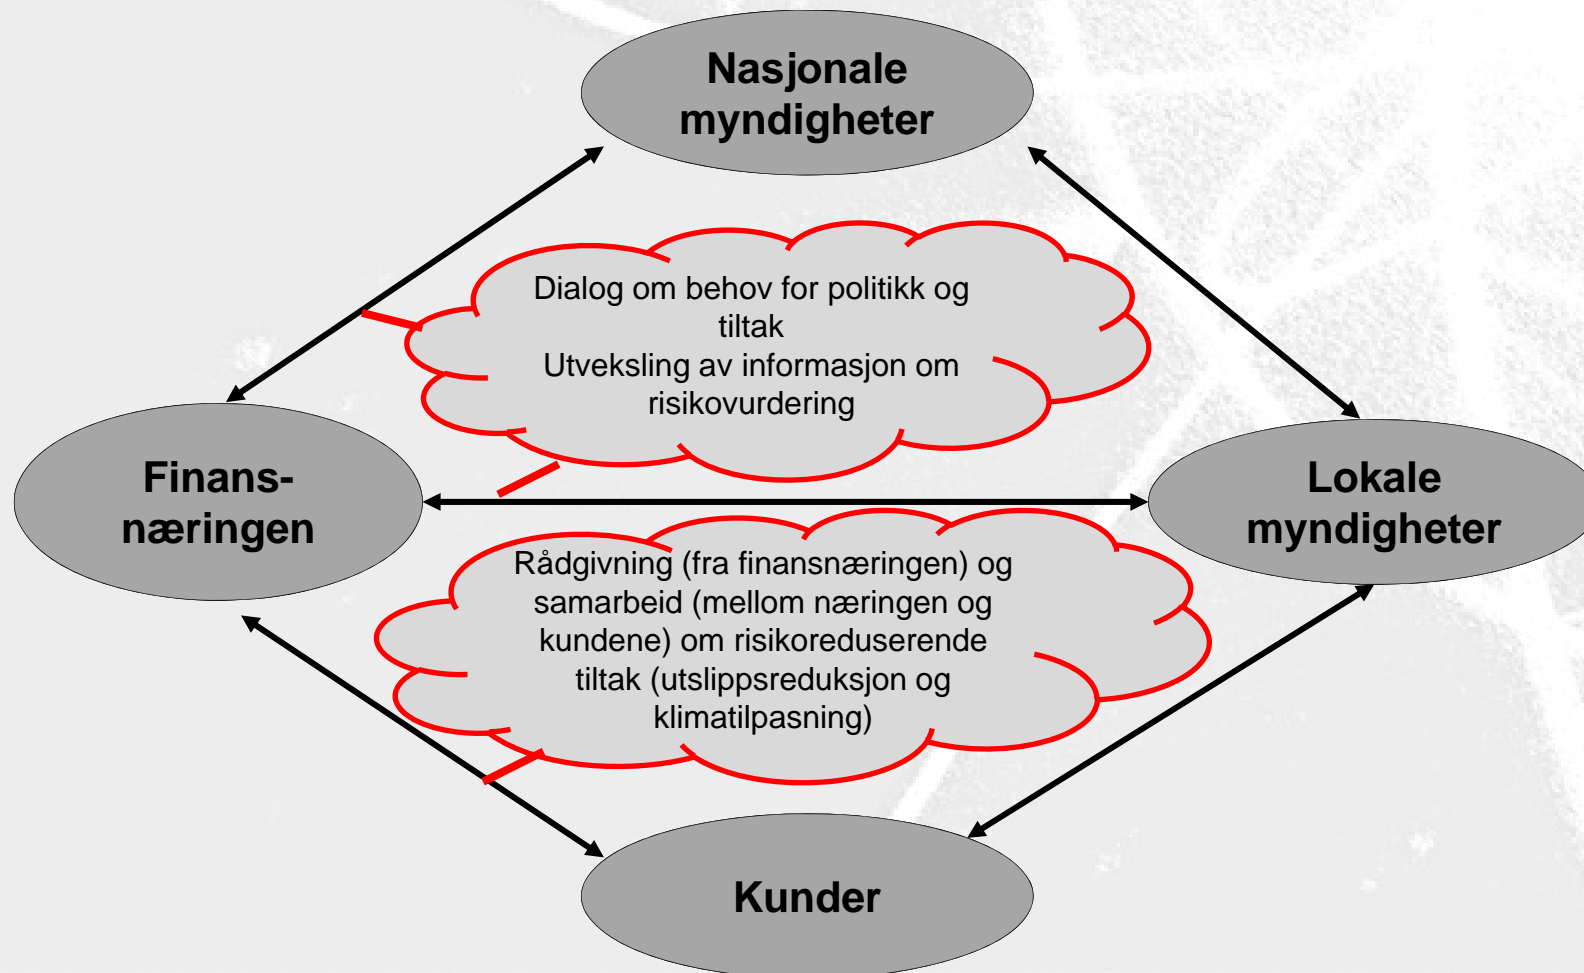 Nasjonale
myndigheter
Dialog om behov for politikk og
tiltak
Utveksling av informasjon om
risikovurdering
Finans-
næringen
Lokale
myndigheter
Rådgivning (fra finansnæringen) og
samarbeid (mellom næringen og
kundene) om risikoreduserende
tiltak (utslippsreduksjon og
klimatilpasning)
Kunder